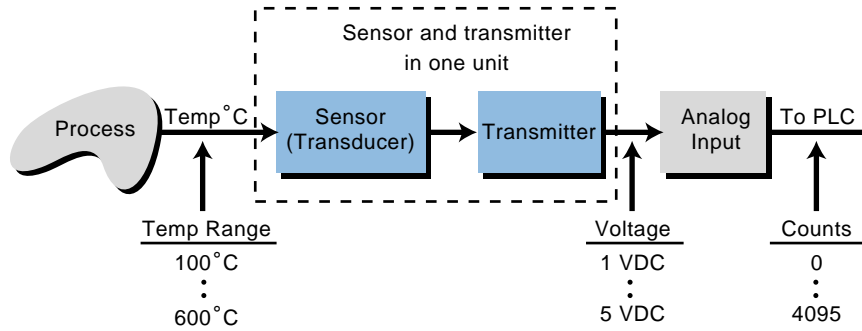 Sensor and transmitter
in one unit
Process
Temp°C
Sensor
(Transducer)
Transmitter
Analog
Input
To PLC
Temp Range
100°C
600°C
Voltage
1 VDC
5 VDC
Counts
0
4095